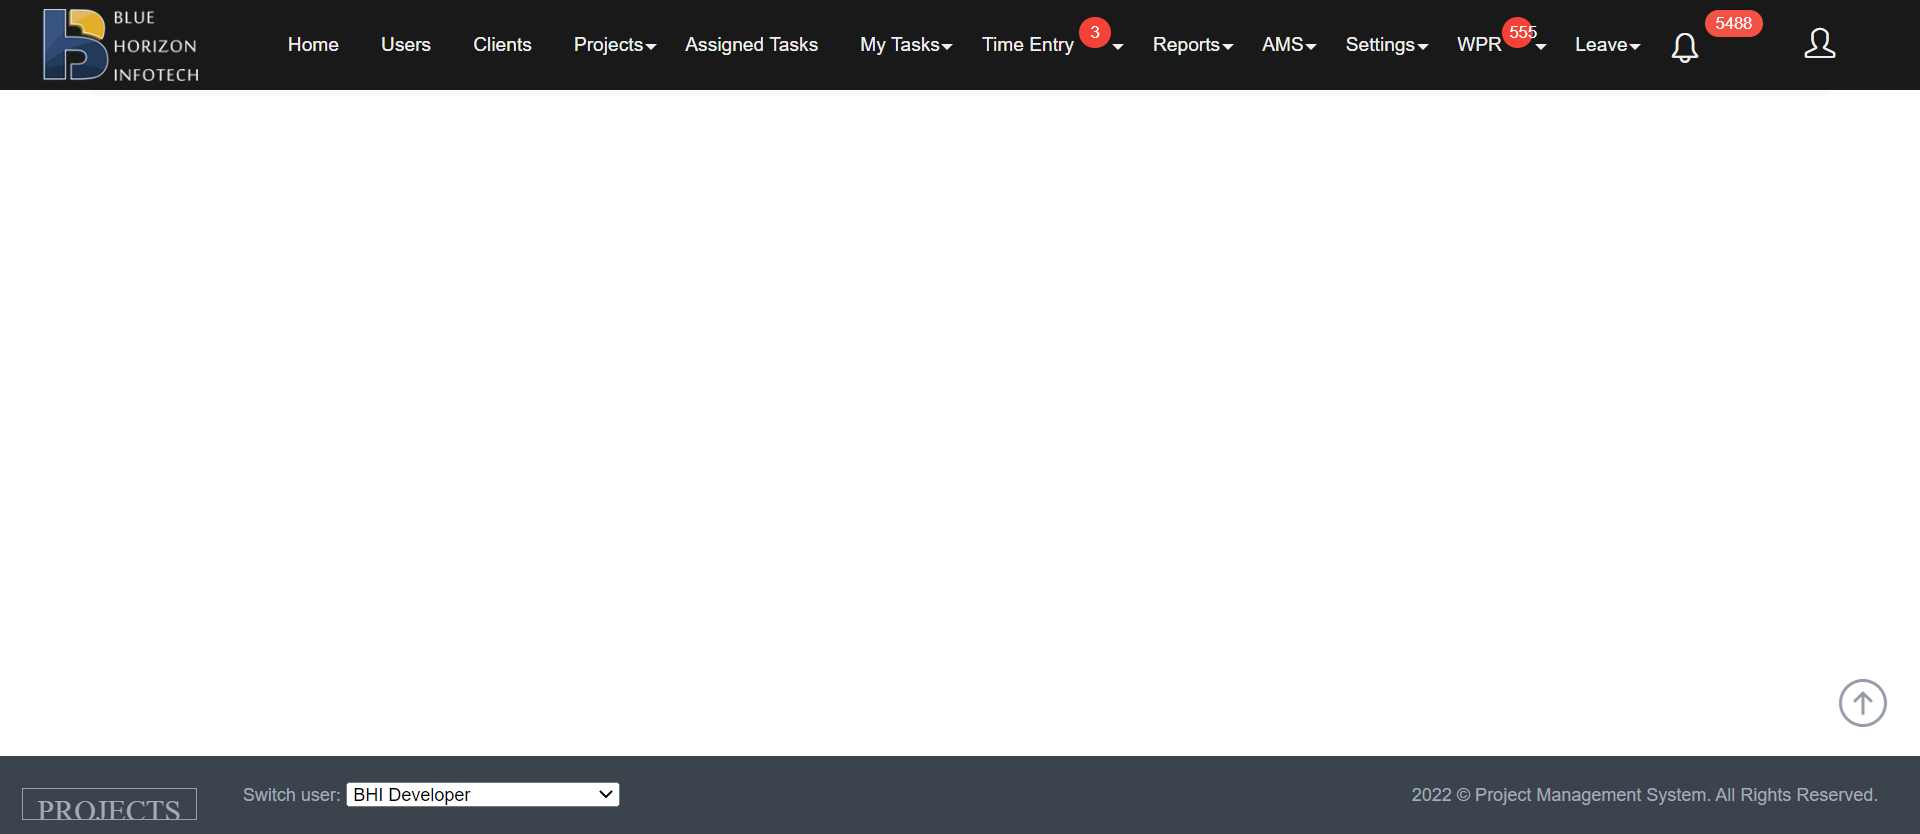 BLUE
HORIZON
INFOTECH
Home Users Clients Projects Assigned Tasks My Tasks Time Entry 3 Reports AMS Settings WPR 555 Leave 5488
PROJECTS
Switch user: BHI Developer
2022 © Project Management System. All Rights Reserved.